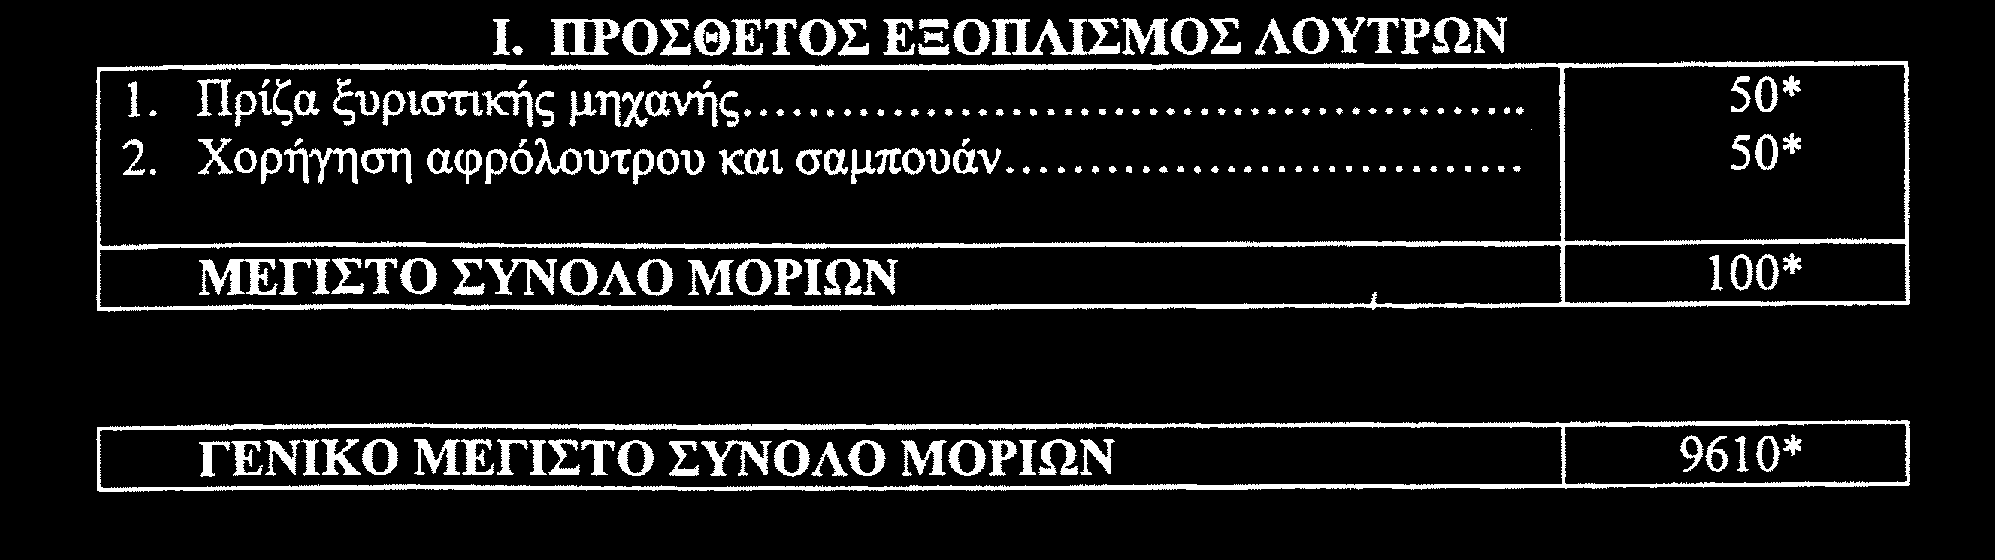 Ι. ΠΡΟΣΘΕΤΟΣ ΕΞΟΠΛΙΣΜΟΣ ΛΟΥΤΡΩΝ
1. Πρίζα ξυριστικής μηχανής.......................................... 50*
2. Χορήγηση αφρόλουτρου και σαμπουάν............................. 50*
ΜΕΓΙΣΤΟ ΣΥΝΟΛΟ ΜΟΡΙΩΝ 100*
ΓΕΝΙΚΟ ΜΕΓΙΣΤΟ ΣΥΝΟΛΟ ΜΟΡΙΩΝ 9610*